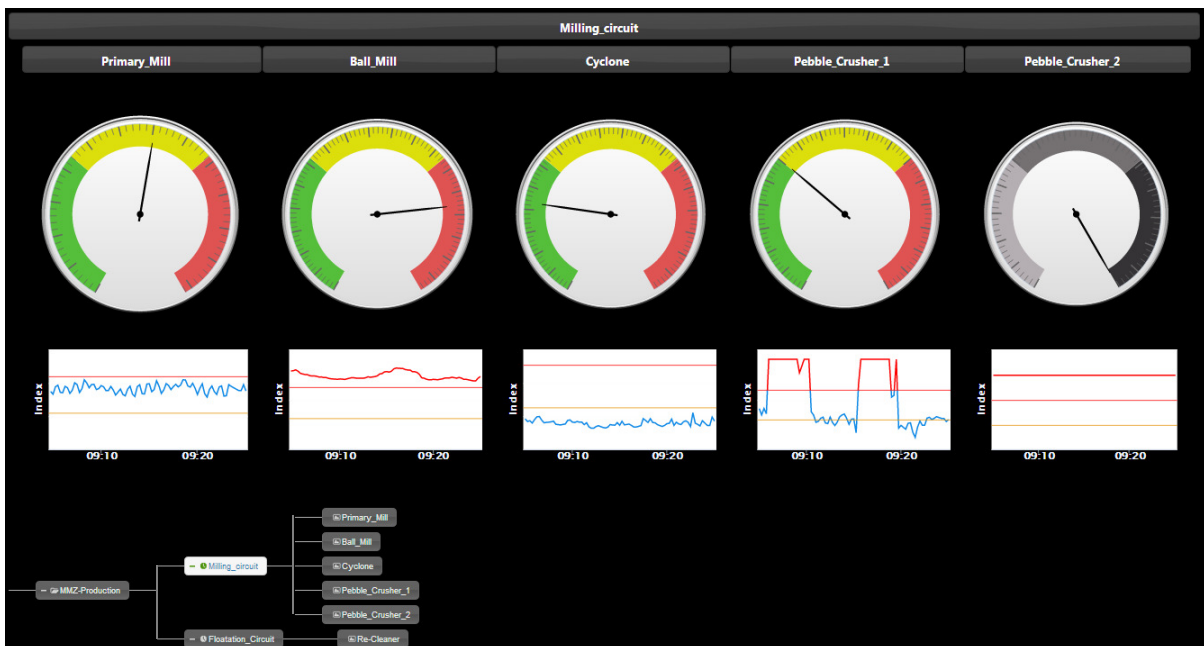 Milling_circuit
Primary_Mill Ball_Mill Cyclone Pebble_Crusher_1 Pebble_Crusher_2
Index Index Index Index Index
09:10 09:20 09:10 09:20 09:10 09:20 09:10 09:20 09:10 09:20
Primary_Mill
Ball_Mill
Milling_circuit Cyclone
MMZ-Production Pebble_Crusher_1
Pebble_Crusher_2
Floatation_Circuit Re-Cleaner